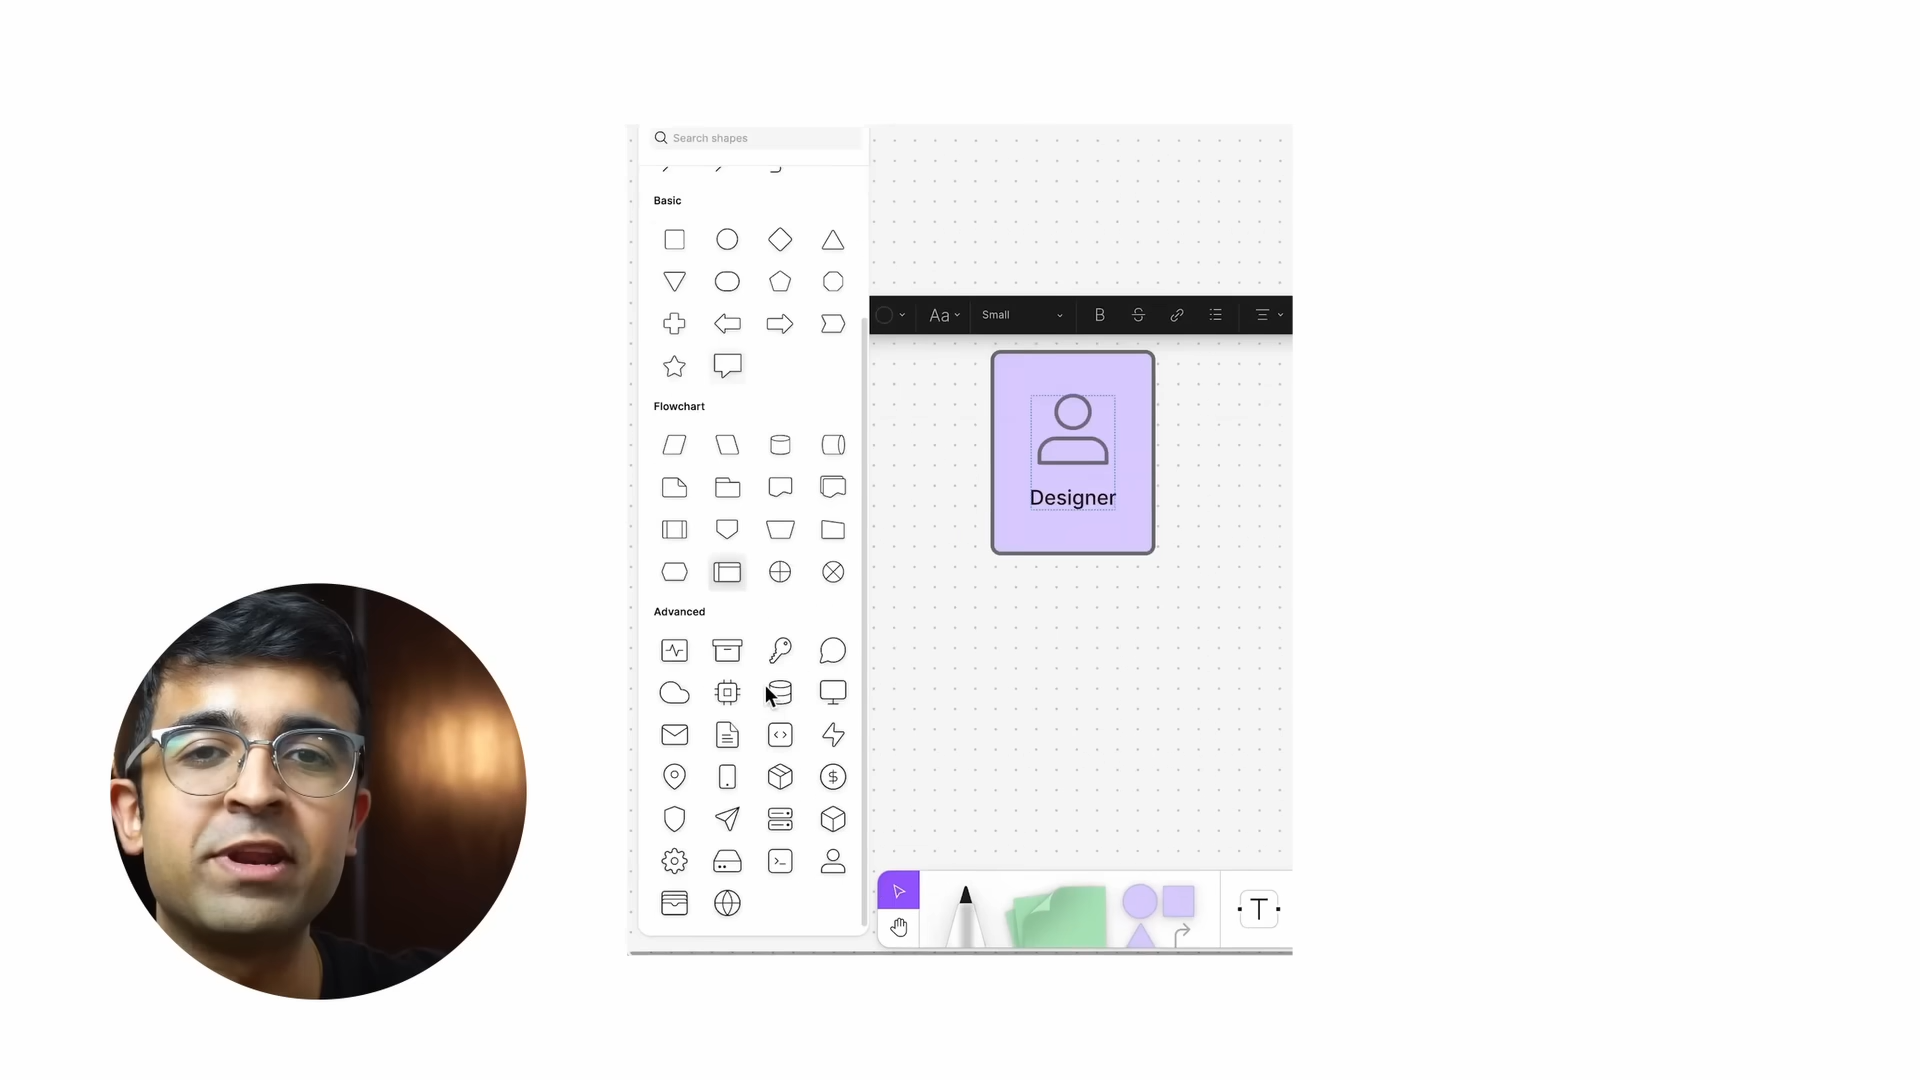 Search shapes
Basic
Aa
Small
B
S
Designer
Flowchart
Advanced
T